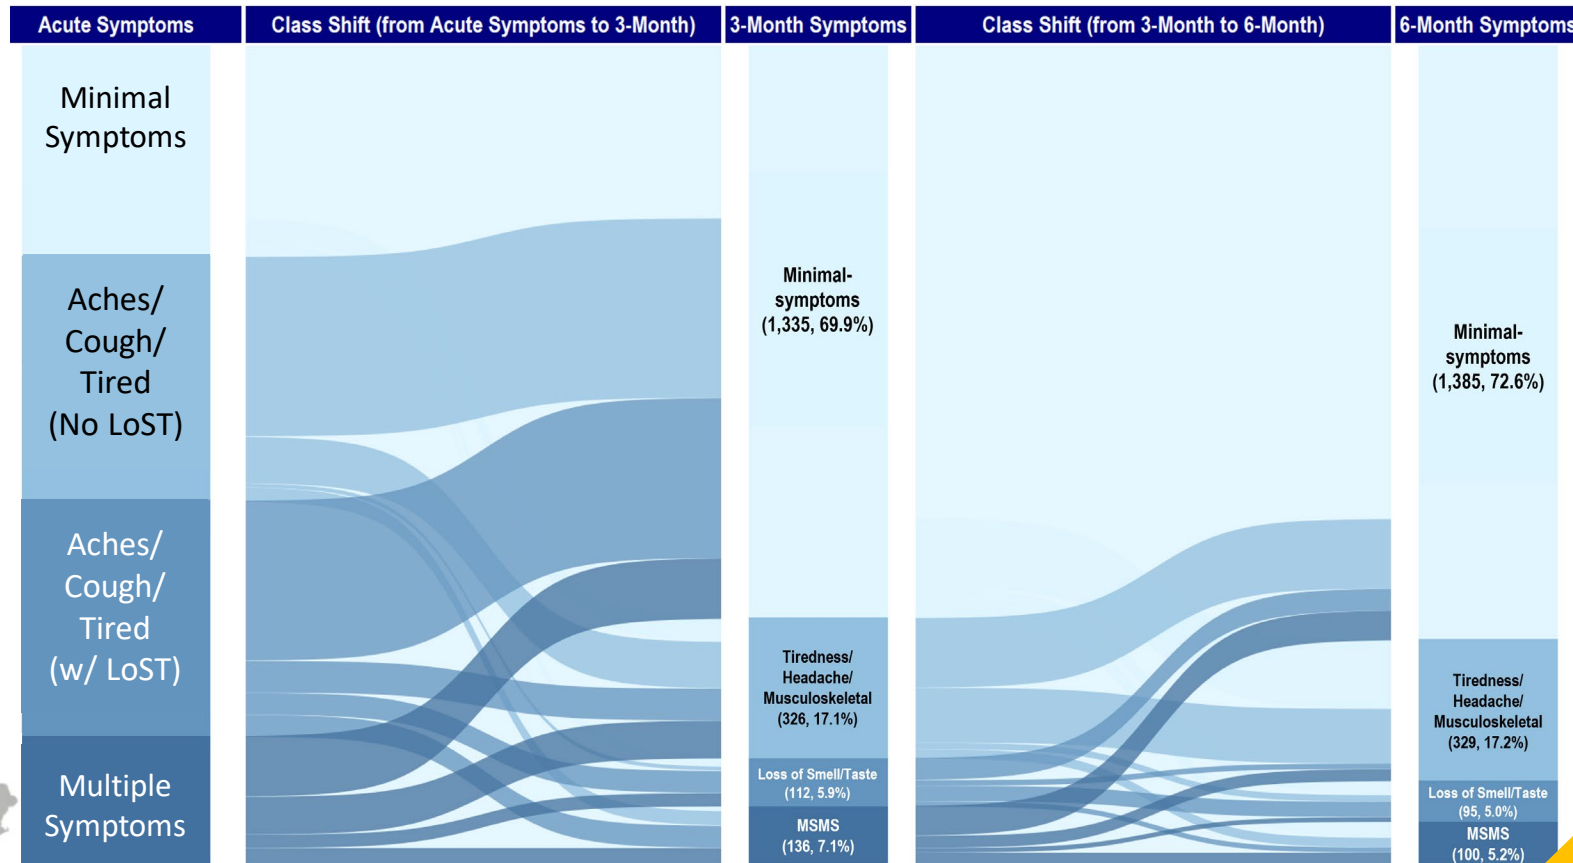 Acute Symptoms
Class Shift (from Acute Symptoms to 3-Month)
3-Month Symptoms
Class Shift (from 3-Month to 6-Month)
6-Month Symptoms
Minimal
Symptoms
Aches/
Cough/
Tired
(No LoST)
Aches/
Cough/
Tired
(w/ LoST)
Multiple
Symptoms
Minimal-
symptoms
(1,335, 69.9%)
Tiredness/
Headache/
Musculoskeletal
(326, 17.1%)
Loss of Smell/Taste
(112, 5.9%)
MSMS
(136, 7.1%)
Minimal-
symptoms
(1,385, 72.6%)
Tiredness/
Headache/
Musculoskeletal
(329, 17.2%)
Loss of Smell/Taste
(95, 5.0%)
MSMS
(100, 5.2%)